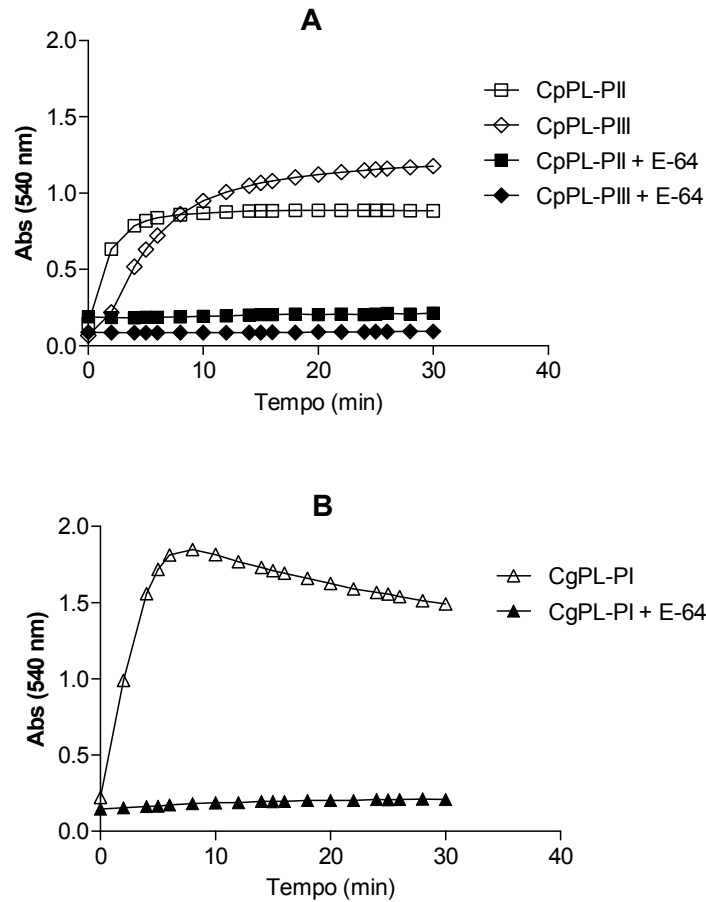 A
Abs (540 nm)
2.0
1.5
1.0
0.5
0.0
0 10 20 30 40
Tempo (min)
CpPL-PII
CpPL-PIII
CpPL-PII + E-64
CpPL-PIII + E-64
B
Abs (540 nm)
2.0
1.5
1.0
0.5
0.0
0 10 20 30 40
Tempo (min)
CgPL-PI
CgPL-PI + E-64